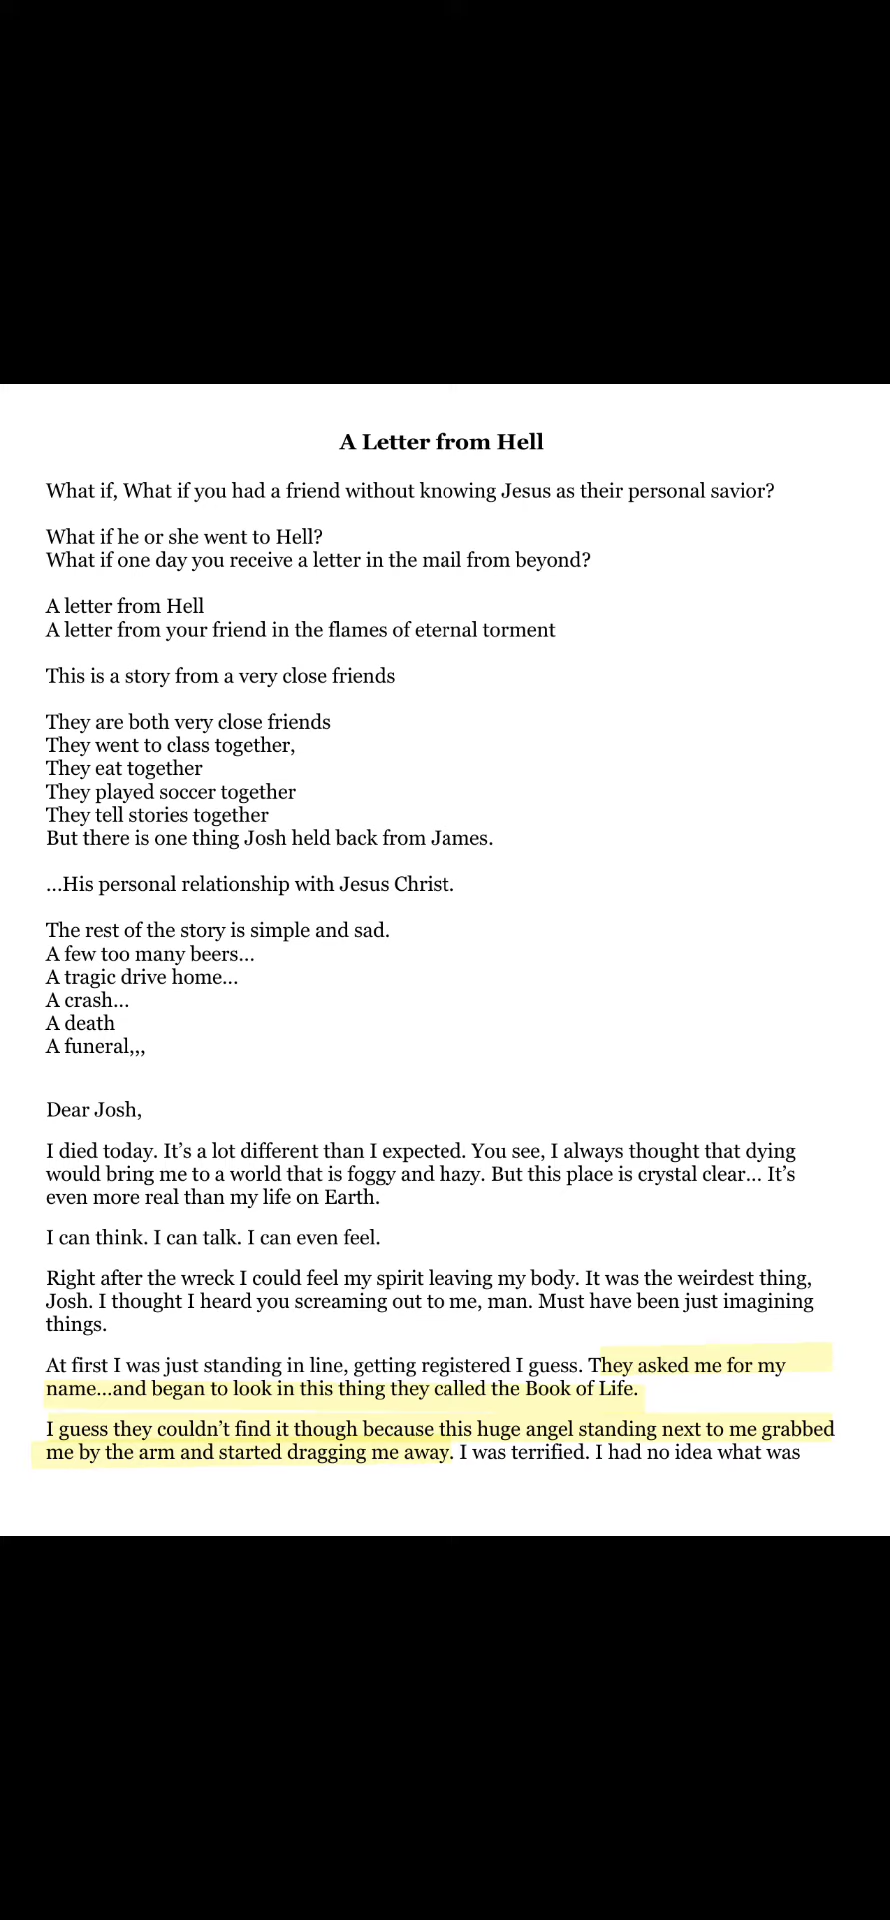 A Letter from Hell
What if, What if you had a friend without knowing Jesus as their personal savior?
What if he or she went to Hell?
What if one day you receive a letter in the mail from beyond?
A letter from Hell
A letter from your friend in the flames of eternal torment
This is a story from a very close friends
They are both very close friends
They went to class together,
They eat together
They played soccer together
They tell stories together
But there is one thing Josh held back from James.
...His personal relationship with Jesus Christ.
The rest of the story is simple and sad.
A few too many beers...
A tragic drive home...
A crash...
A death
A funeral,,,
Dear Josh,
I died today. It’s a lot different than I expected. You see, I always thought that dying
would bring me to a world that is foggy and hazy. But this place is crystal clear... It’s
even more real than my life on Earth.
I can think. I can talk. I can even feel.
Right after the wreck I could feel my spirit leaving my body. It was the weirdest thing,
Josh. I thought I heard you screaming out to me, man. Must have been just imagining
things.
At first I was just standing in line, getting registered I guess. They asked me for my
name...and began to look in this thing they called the Book of Life.
I guess they couldn’t find it though because this huge angel standing next to me grabbed
me by the arm and started dragging me away. I was terrified. I had no idea what was